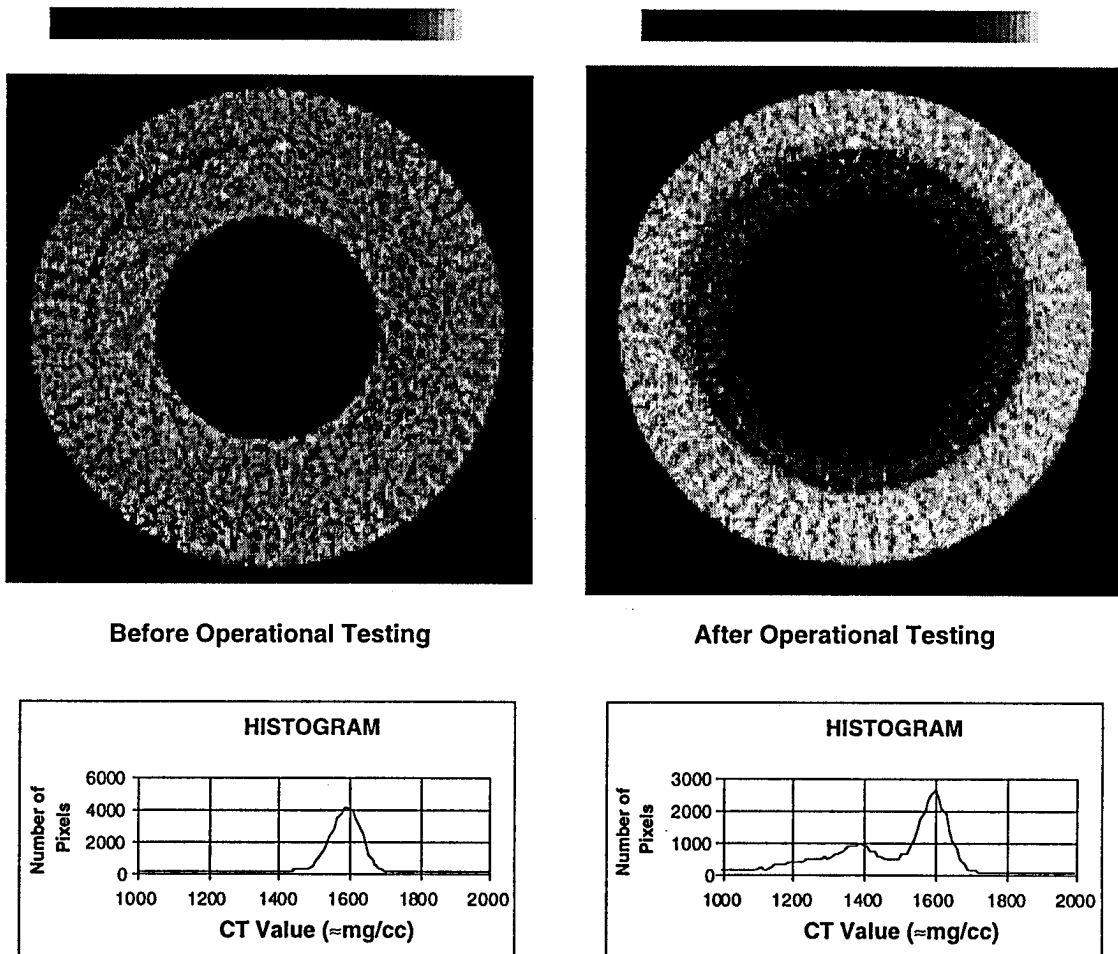 Before Operational Testing
After Operational Testing
HISTOGRAM
Number of
Pixels
6000
4000
2000
0
1000 1200 1400 1600 1800 2000
CT Value (≈mg/cc)
HISTOGRAM
Number of
Pixels
3000
2000
1000
0
1000 1200 1400 1600 1800 2000
CT Value (≈mg/cc)